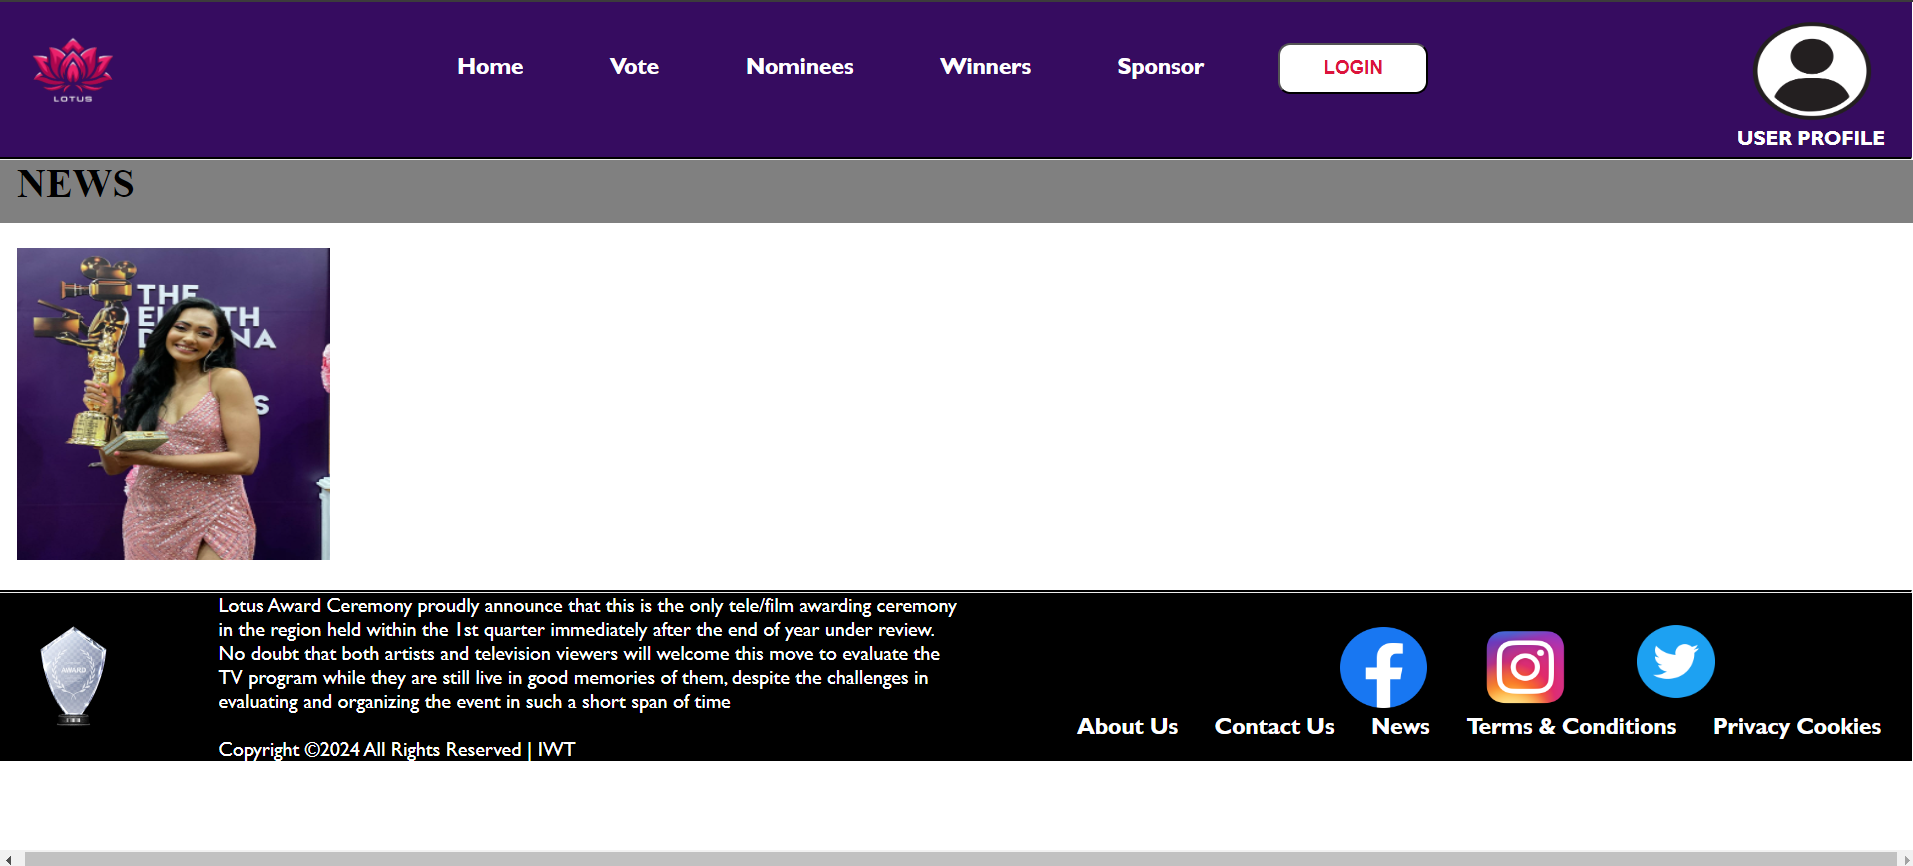 LOTUS
Home Vote Nominees Winners Sponsor LOGIN
USER PROFILE
NEWS
THE
S
Lotus Award Ceremony proudly announce that this is the only tele/film awarding ceremony
in the region held within the 1st quarter immediately after the end of year under review.
No doubt that both artists and television viewers will welcome this move to evaluate the
TV program while they are still live in good memories of them, despite the challenges in
evaluating and organizing the event in such a short span of time
Copyright ©2024 All Rights Reserved | IWT
AWARD
About Us Contact Us News Terms & Conditions Privacy Cookies